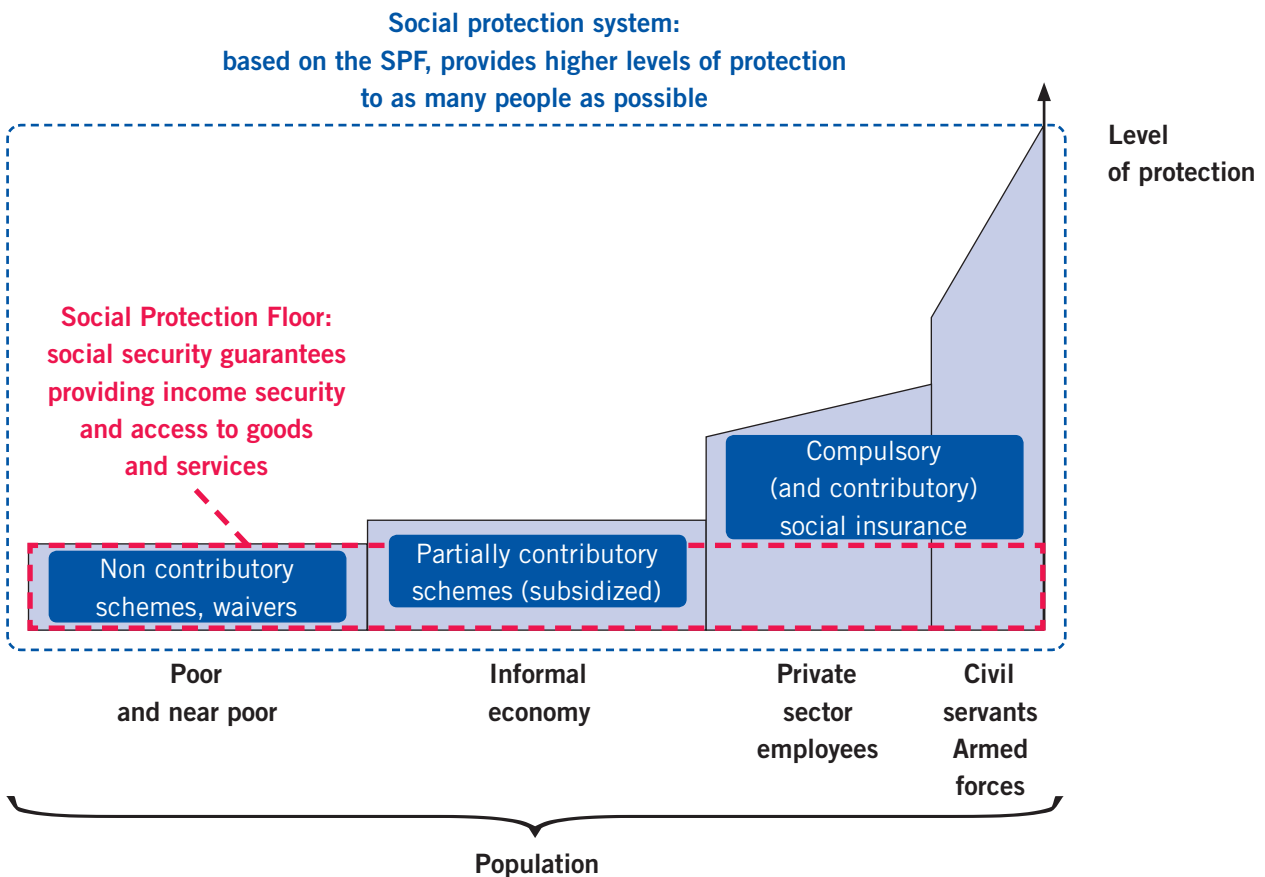 Social protection system:
based on the SPF, provides higher levels of protection
to as many people as possible
Level
of protection
Social Protection Floor:
social security guarantees
providing income security
and access to goods
and services
Compulsory
(and contributory)
social insurance
Partially contributory
schemes (subsidized)
Non contributory
schemes, waivers
Poor
and near poor
Informal
economy
Private
sector
employees
Civil
servants
Armed
forces
Population